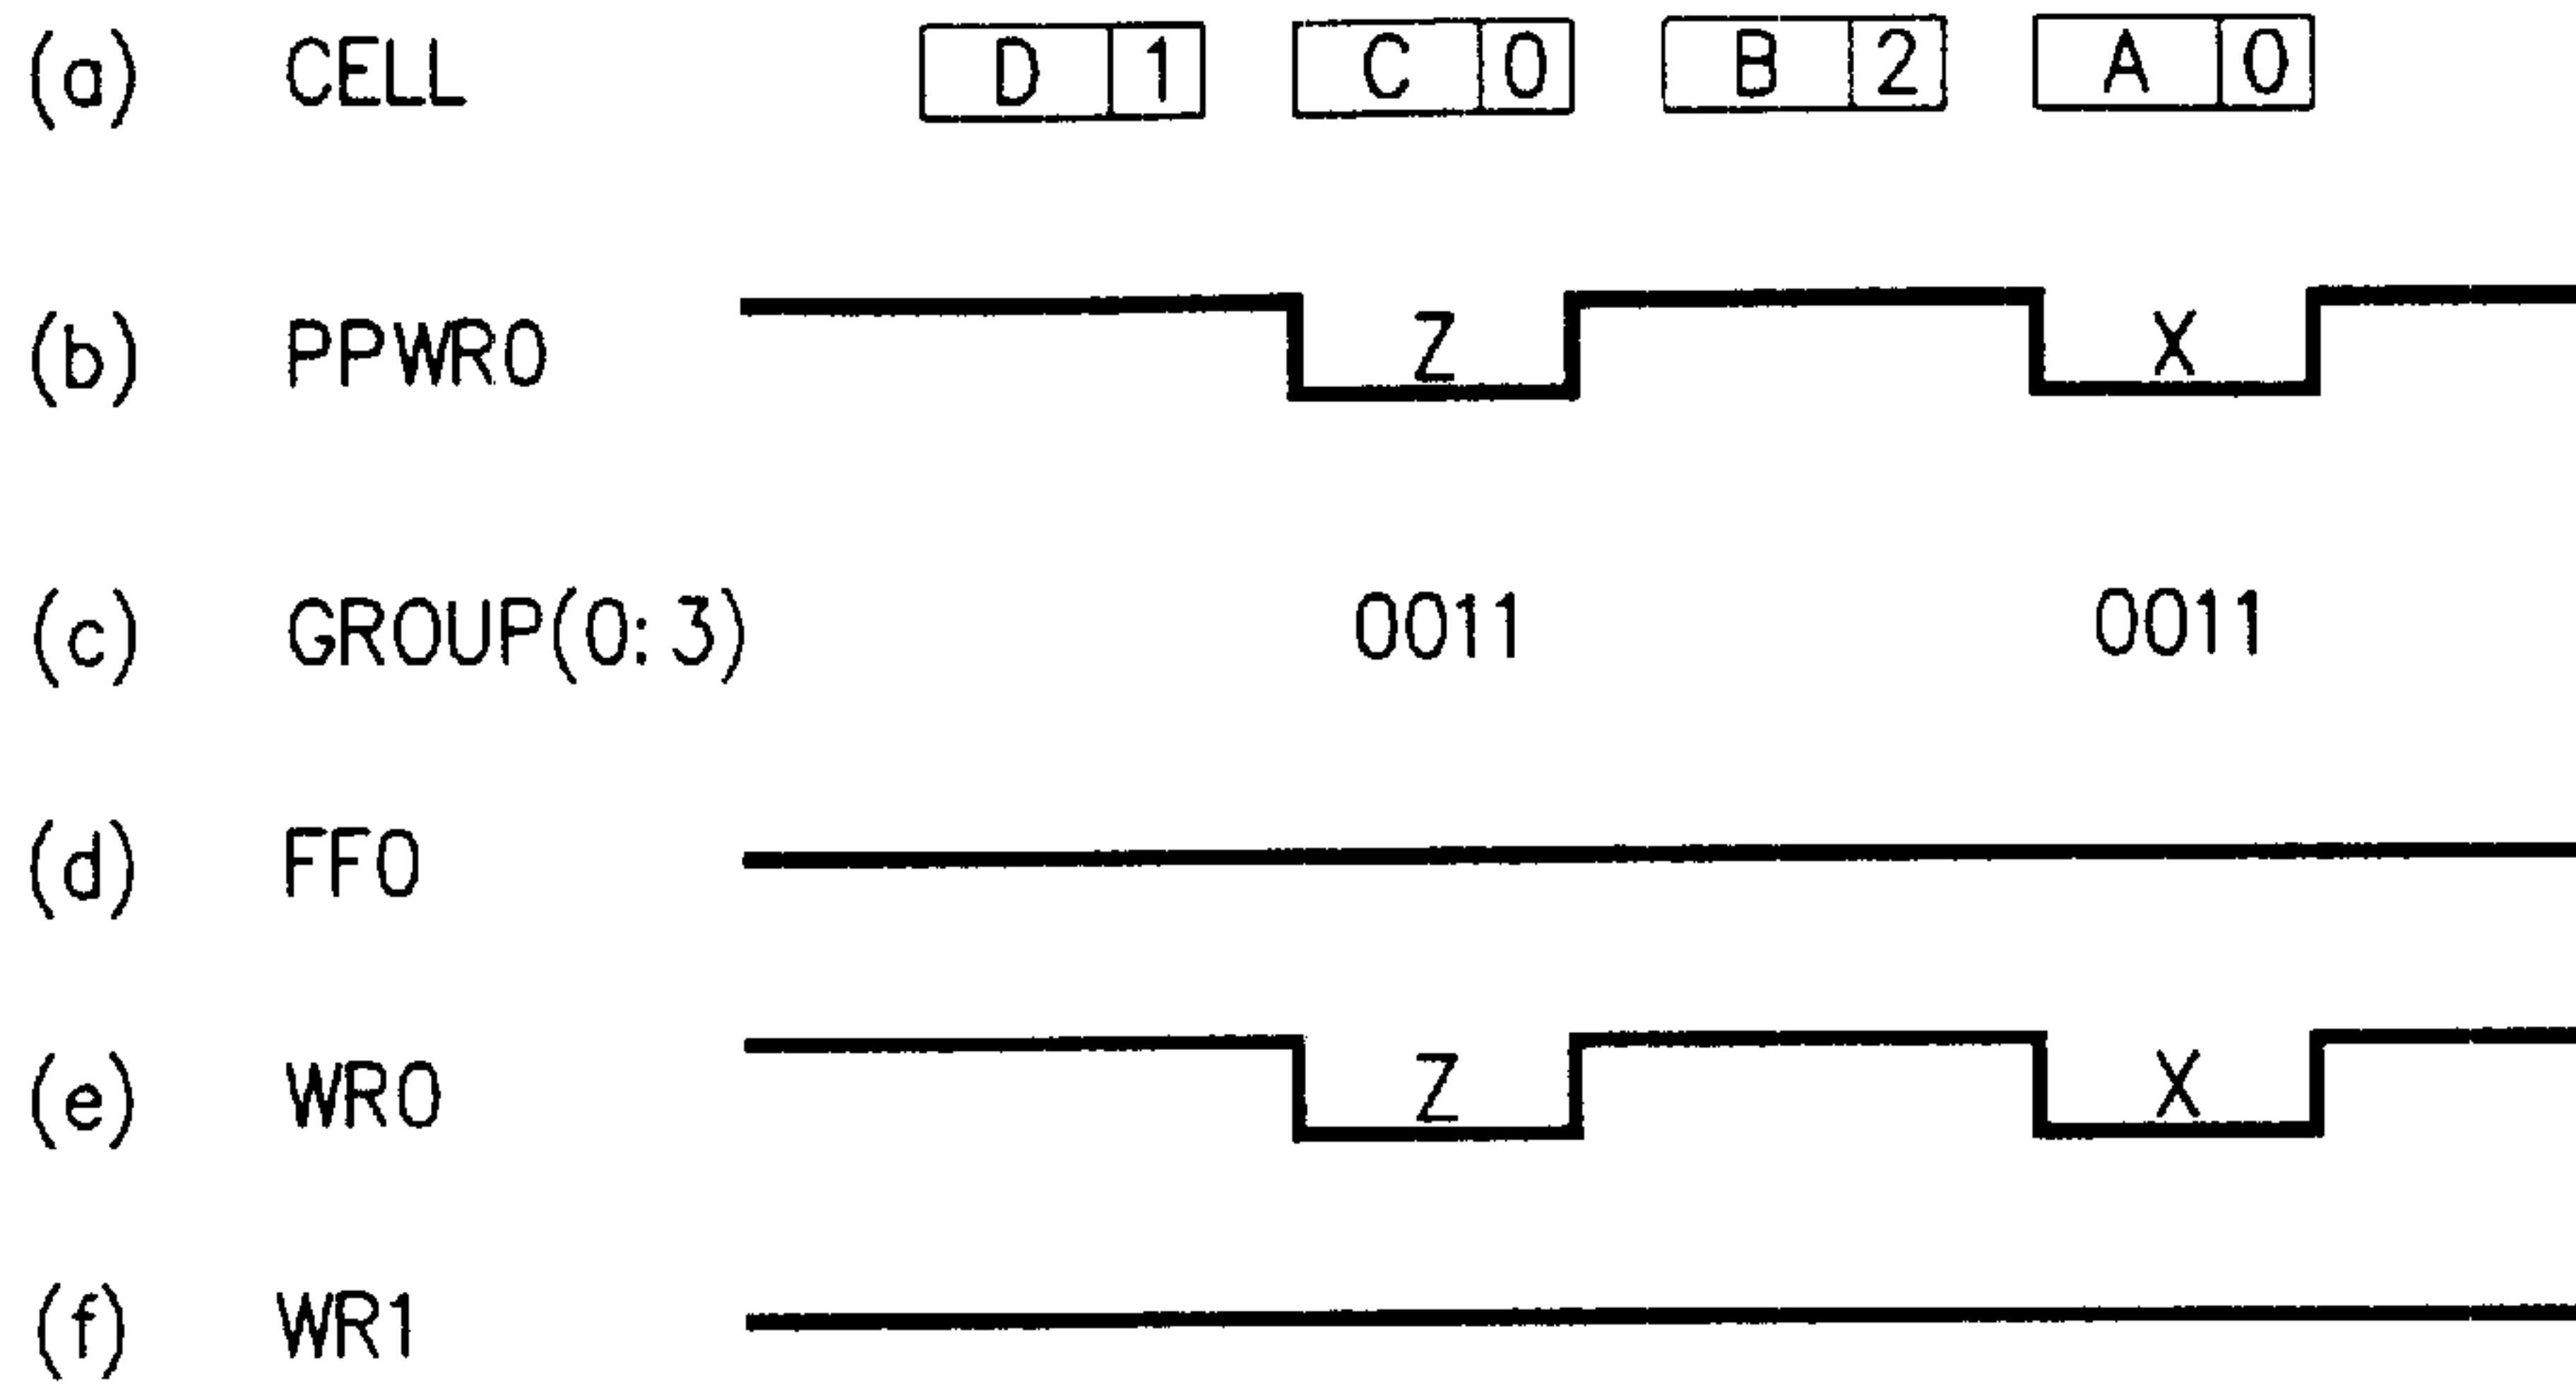 (a) CELL D 1 C 0 B 2 A 0
(b) PPWR0 Z X
(c) GROUP(0:3) 0011 0011
(d) FF0
(e) WR0 Z X
(f) WR1